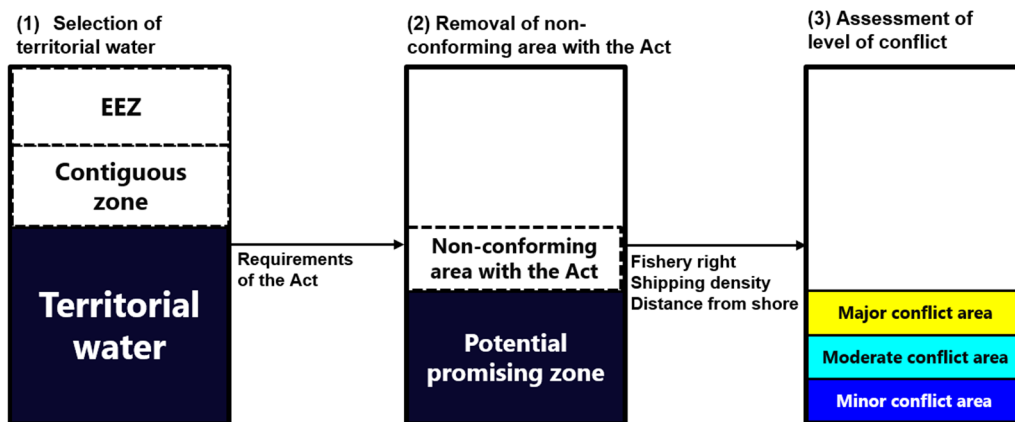 (1) Selection of
territorial water
EEZ
Contiguous
zone
Territorial
water
Requirements
of the Act
(2) Removal of non-
conforming area with the Act
Non-conforming
area with the Act
Potential
promising zone
Fishery right
Shipping density
Distance from shore
(3) Assessment of
level of conflict
Major conflict area
Moderate conflict area
Minor conflict area